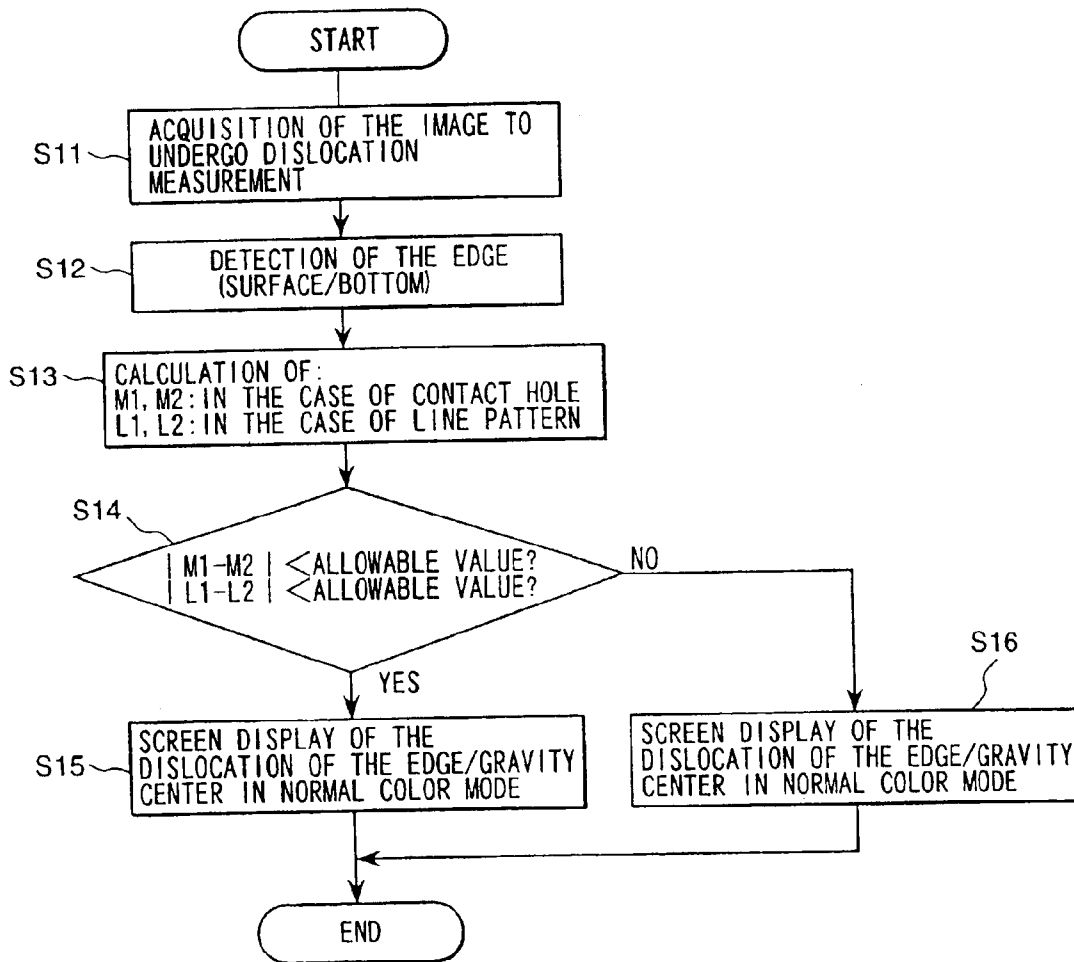 START
S11
ACQUISITION OF THE IMAGE TO
UNDERGO DISLOCATION
MEASUREMENT
S12
DETECTION OF THE EDGE
(SURFACE/BOTTOM)
S13
CALCULATION OF:
M1, M2: IN THE CASE OF CONTACT HOLE
L1, L2: IN THE CASE OF LINE PATTERN
S14
| M1-M2 | <ALLOWABLE VALUE?
| L1-L2 | <ALLOWABLE VALUE?
NO
YES
S15
SCREEN DISPLAY OF THE
DISLOCATION OF THE EDGE/GRAVITY
CENTER IN NORMAL COLOR MODE
S16
SCREEN DISPLAY OF THE
DISLOCATION OF THE EDGE/GRAVITY
CENTER IN NORMAL COLOR MODE
END